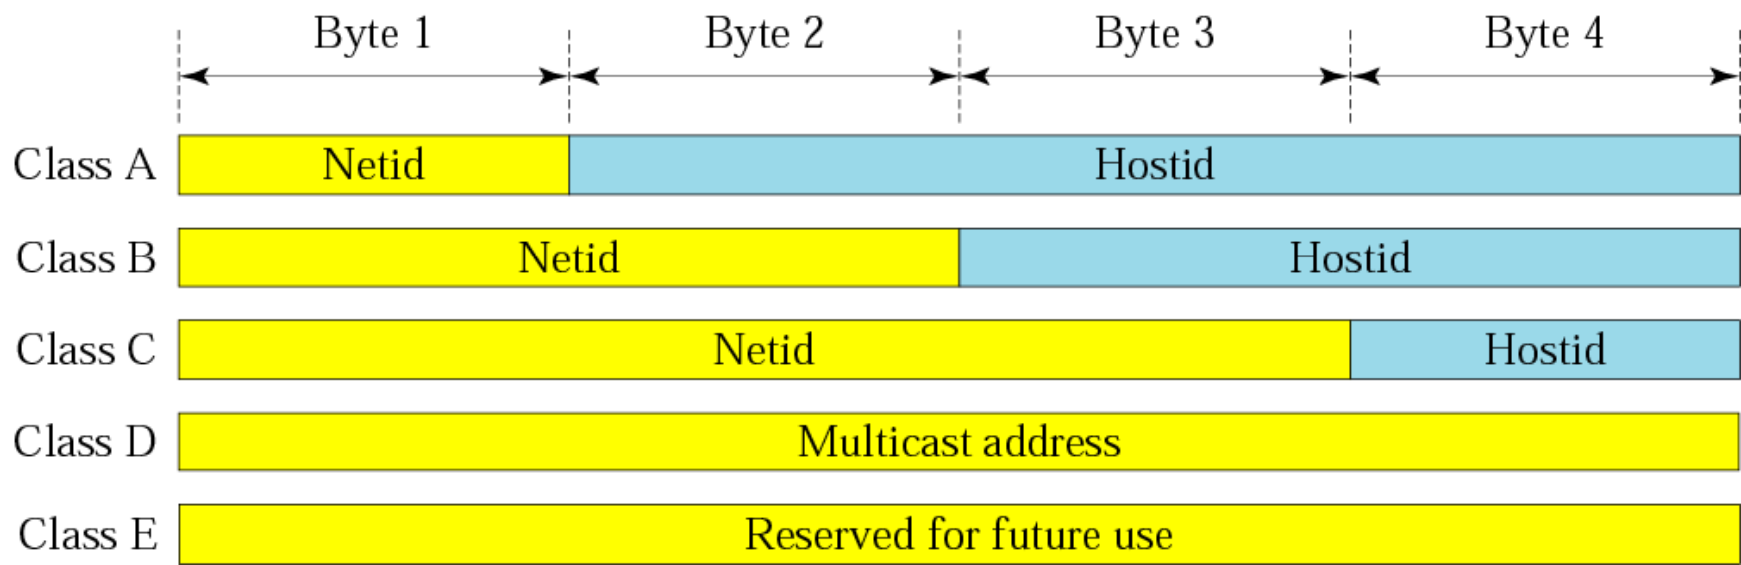 Byte 1 Byte 2 Byte 3 Byte 4
Class A Netid Hostid
Class B Netid Hostid
Class C Netid Hostid
Class D Multicast address
Class E Reserved for future use